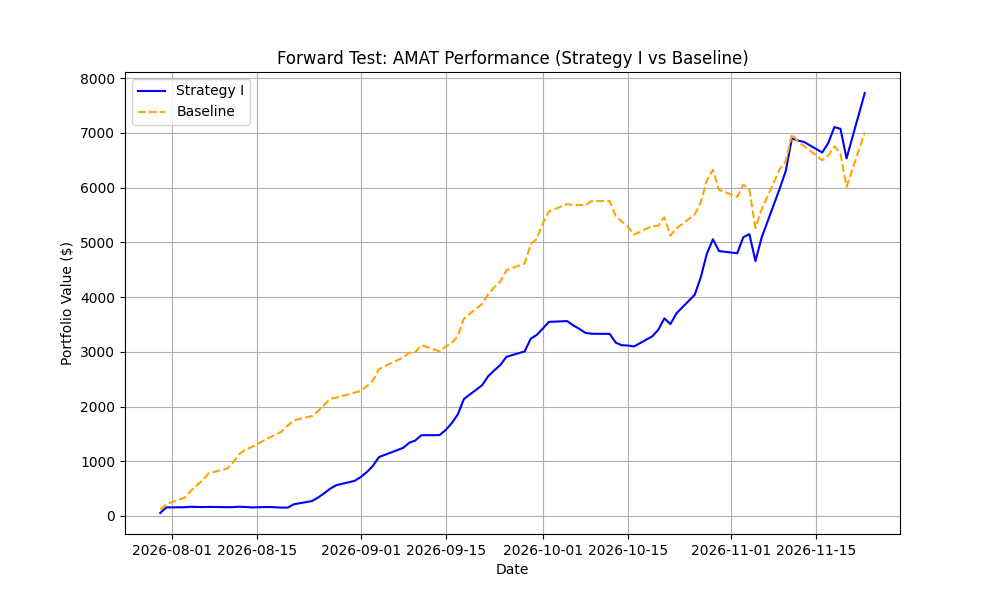 Forward Test: AMAT Performance (Strategy I vs Baseline)
Strategy I
Baseline
Portfolio Value ($)
8000
7000
6000
5000
4000
3000
2000
1000
0
2026-08-01 2026-08-15 2026-09-01 2026-09-15 2026-10-01 2026-10-15 2026-11-01 2026-11-15
Date